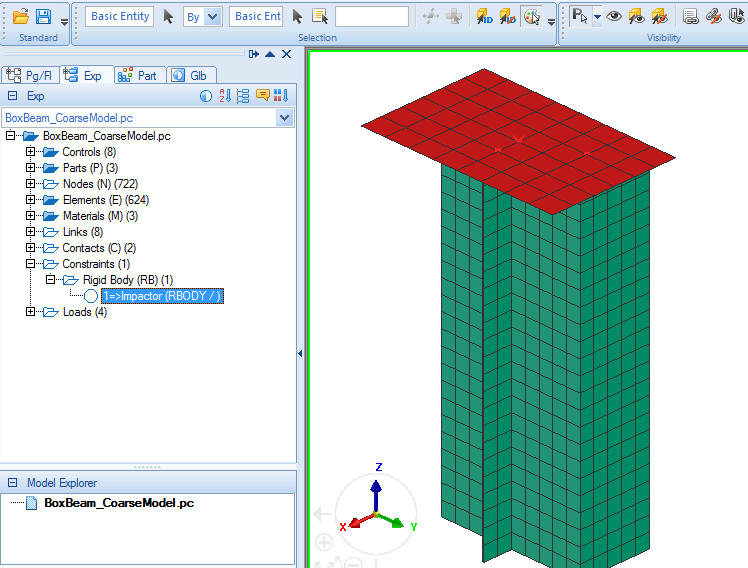 Basic Entity
By
Basic Ent
ID
ID
P
Standard
Selection
Visibility
Pg/Fl
Exp
Part
Glb
Exp
A
Z
BoxBeam_CoarseModel.pc
BoxBeam_CoarseModel.pc
Controls (8)
Parts (P) (3)
Nodes (N) (722)
Elements (E) (624)
Materials (M) (3)
Links (8)
Contacts (C) (2)
Constraints (1)
Rigid Body (RB) (1)
1=>Impactor (RBODY / )
Loads (4)
Model Explorer
BoxBeam_CoarseModel.pc
Z
X
Y